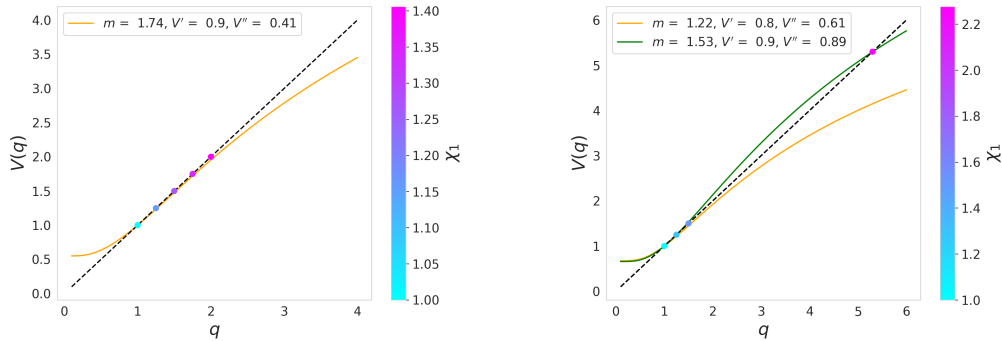 m = 1.74, V' = 0.9, V'' = 0.41
4.0
3.5
3.0
2.5
2.0
1.5
1.0
0.5
0.0
V(q)
0 1 2 3 4
q
1.40
1.35
1.30
1.25
1.20
1.15
1.10
1.05
1.00
χ1
m = 1.22, V' = 0.8, V'' = 0.61
m = 1.53, V' = 0.9, V'' = 0.89
6
5
4
3
2
1
0
V(q)
0 1 2 3 4 5 6
q
2.2
2.0
1.8
1.6
1.4
1.2
1.0
χ1